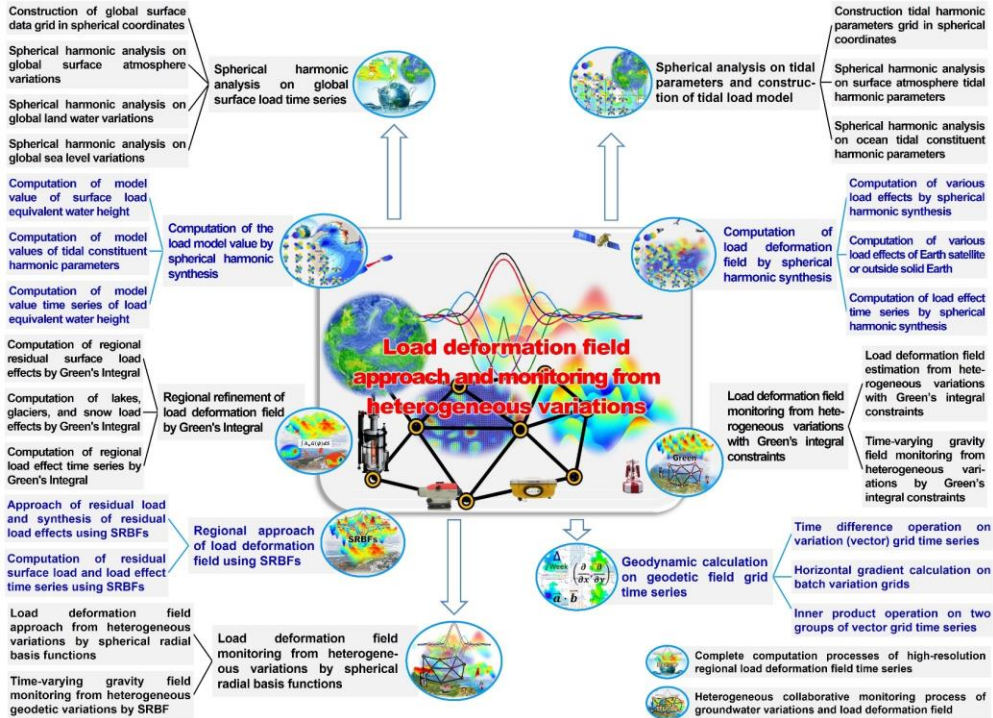 Construction of global surface
data grid in spherical coordinates
Spherical harmonic analysis on
global surface atmosphere
variations
Spherical harmonic analysis on
global land water variations
Spherical harmonic analysis on
global sea level variations
Spherical harmonic
analysis on global
surface load time series
Spherical analysis on tidal
parameters and construc-
tion of tidal load model
Construction tidal harmonic
parameters grid in spherical
coordinates
Spherical harmonic analysis
on surface atmosphere tidal
harmonic parameters
Spherical harmonic analysis
on ocean tidal constituent
harmonic parameters
Computation of model
value of surface load
equivalent water height
Computation of model
values of tidal constituent
harmonic parameters
Computation of model
value time series of load
equivalent water height
Computation of the
load model value by
spherical harmonic
synthesis
Computation of
load deformation
field by spherical
harmonic synthesis
Computation of various
load effects by spherical
harmonic synthesis
Computation of various
load effects of Earth satellite
or outside solid Earth
Computation of load effect
time series by spherical
harmonic synthesis
Load deformation field
approach and monitoring from
heterogeneous variations
Computation of regional
residual surface load
effects by Green's Integral
Computation of lakes,
glaciers, and snow load
effects by Green's Integral
Computation of regional
load effect time series by
Green's Integral
Regional refinement of
load deformation field
by Green's Integral
Load deformation field
monitoring from hete-
rogeneous variations
with Green's integral
constraints
Green
Load deformation field
estimation from hete-
rogeneous variations
with Green's integral
constraints
Time-varying gravity
field monitoring from
heterogeneous vari-
ations by Green's
integral constraints
Approach of residual load
and synthesis of residual
load effects using SRBFs
Computation of residual
surface load and load effect
time series using SRBFs
Regional approach
of load deformation
field using SRBFs
SRBFs
Δ
Week
(∂/∂x, ∂/∂y)
a · b
Geodynamic calculation
on geodetic field grid
time series
Time difference operation on
variation (vector) grid time series
Horizontal gradient calculation on
batch variation grids
Inner product operation on two
groups of vector grid time series
Load deformation field
approach from heterogeneous
variations by spherical radial
basis functions
Time-varying gravity field
monitoring from heterogeneous
geodetic variations by SRBF
Load deformation field
monitoring from heterogene-
ous variations by spherical
radial basis functions
Complete computation processes of high-resolution
regional load deformation field time series
Heterogeneous collaborative monitoring process of
groundwater variations and load deformation field